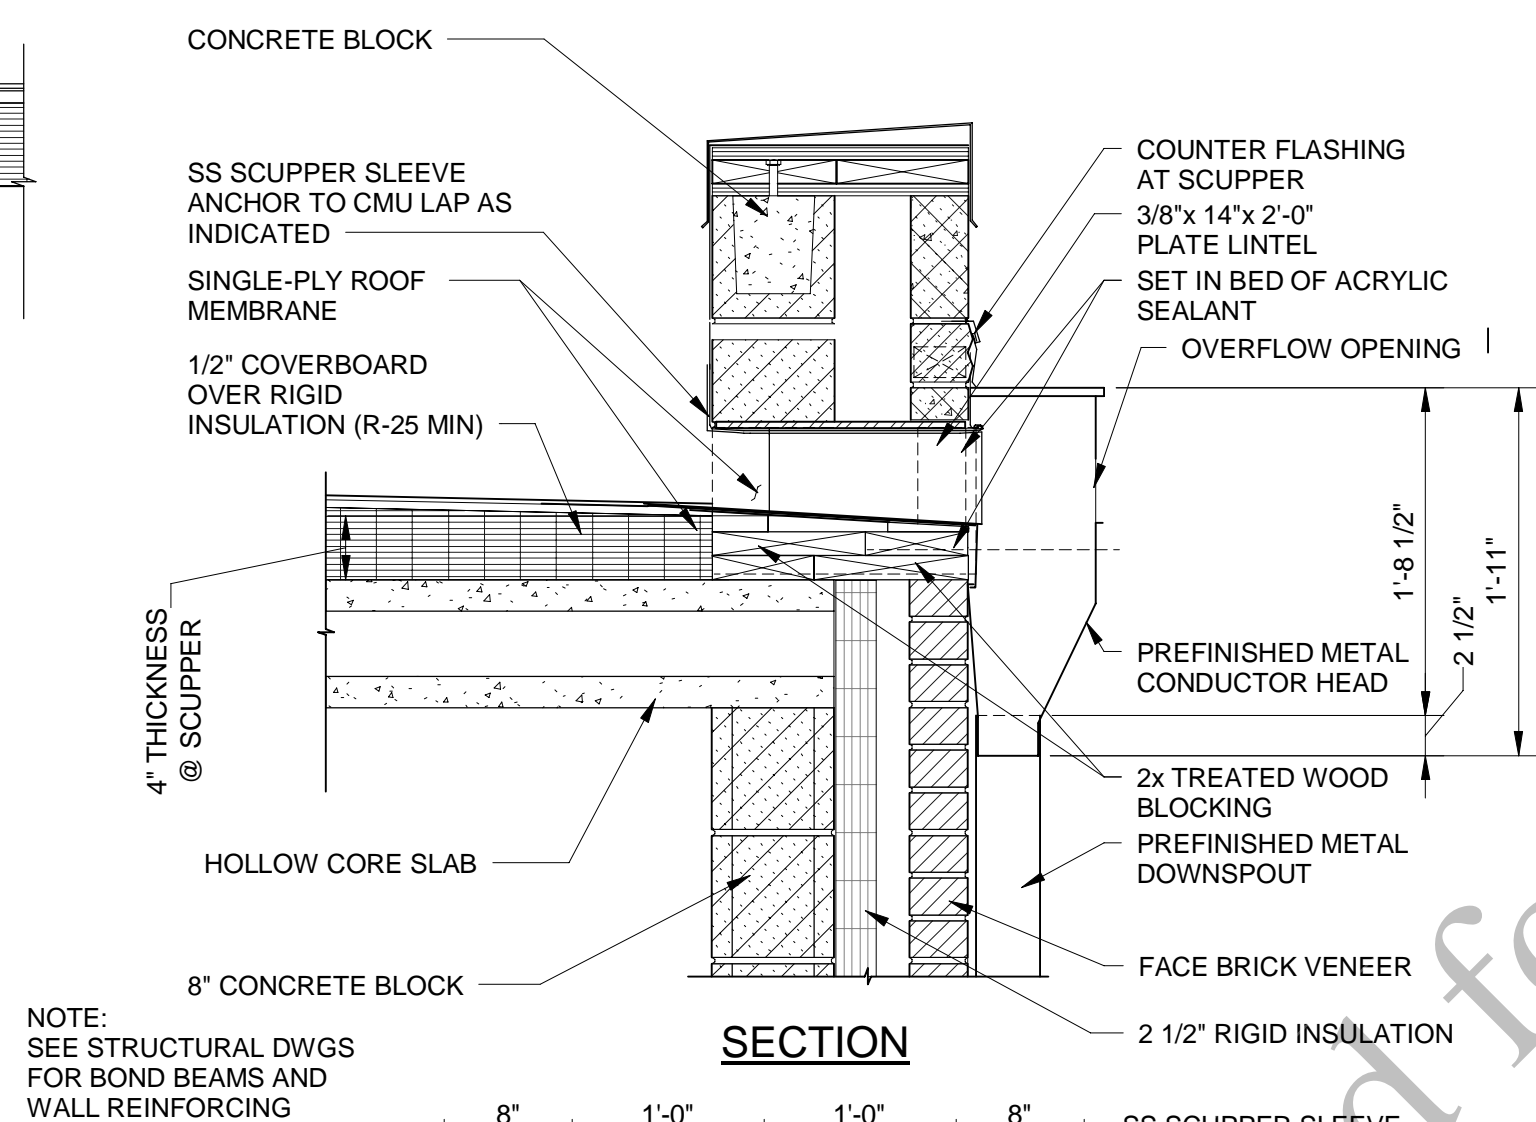 CONCRETE BLOCK
SS SCUPPER SLEEVE
ANCHOR TO CMU LAP AS
INDICATED
SINGLE-PLY ROOF
MEMBRANE
1/2" COVERBOARD
OVER RIGID
INSULATION (R-25 MIN)
4" THICKNESS
@ SCUPPER
HOLLOW CORE SLAB
8" CONCRETE BLOCK
NOTE:
SEE STRUCTURAL DWGS
FOR BOND BEAMS AND
WALL REINFORCING
COUNTER FLASHING
AT SCUPPER
3/8"x 14"x 2'-0"
PLATE LINTEL
SET IN BED OF ACRYLIC
SEALANT
OVERFLOW OPENING
1'-8 1/2"
2 1/2"
1'-11"
PREFINISHED METAL
CONDUCTOR HEAD
2x TREATED WOOD
BLOCKING
PREFINISHED METAL
DOWNSPOUT
FACE BRICK VENEER
2 1/2" RIGID INSULATION
SECTION
8" 1'-0" 1'-0" 8"
SS SCUPPER SLEEVE